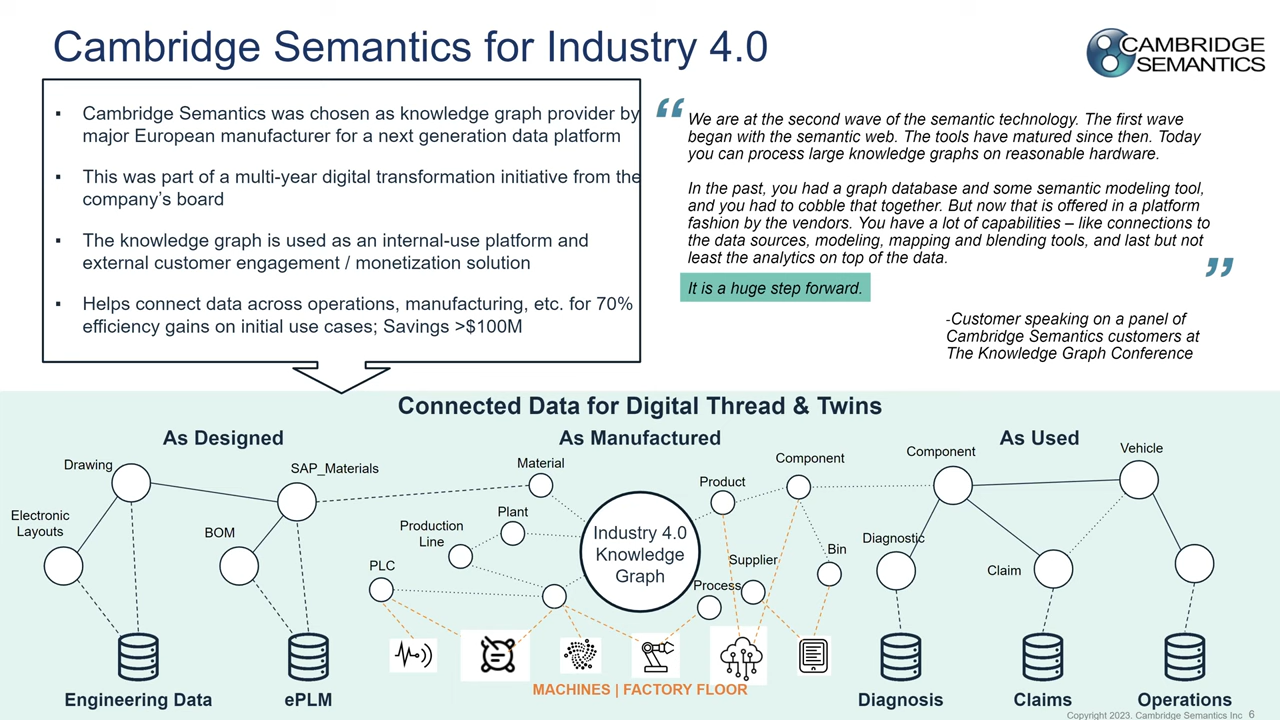 Cambridge Semantics for Industry 4.0
CAMBRIDGE
SEMANTICS
▪ Cambridge Semantics was chosen as knowledge graph provider by
major European manufacturer for a next generation data platform
▪ This was part of a multi-year digital transformation initiative from the
company's board
▪ The knowledge graph is used as an internal-use platform and
external customer engagement / monetization solution
▪ Helps connect data across operations, manufacturing, etc. for 70%
efficiency gains on initial use cases; Savings >$100M
“
We are at the second wave of the semantic technology. The first wave
began with the semantic web. The tools have matured since then. Today
you can process large knowledge graphs on reasonable hardware.
In the past, you had a graph database and some semantic modeling tool,
and you had to cobble that together. But now that is offered in a platform
fashion by the vendors. You have a lot of capabilities – like connections to
the data sources, modeling, mapping and blending tools, and last but not
least the analytics on top of the data.
”
It is a huge step forward.
-Customer speaking on a panel of
Cambridge Semantics customers at
The Knowledge Graph Conference
Connected Data for Digital Thread & Twins
As Designed
As Manufactured
As Used
Drawing
SAP_Materials
Electronic
Layouts
BOM
Material
Plant
Production
Line
PLC
Industry 4.0
Knowledge
Graph
Product
Component
Supplier
Bin
Process
Component
Vehicle
Diagnostic
Claim
Engineering Data
ePLM
MACHINES | FACTORY FLOOR
Diagnosis
Claims
Operations
Copyright 2023. Cambridge Semantics Inc 6